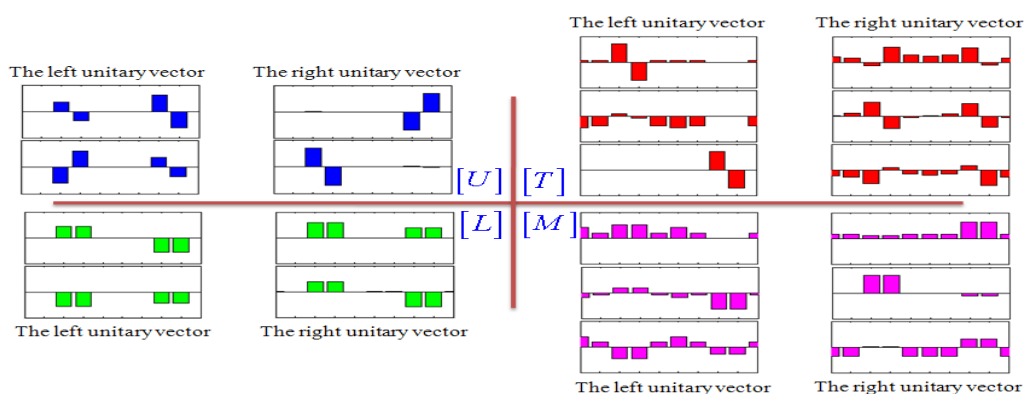 The left unitary vector
The right unitary vector
The left unitary vector
The right unitary vector
[U]
[T]
[L]
[M]
The left unitary vector
The right unitary vector
The left unitary vector
The right unitary vector